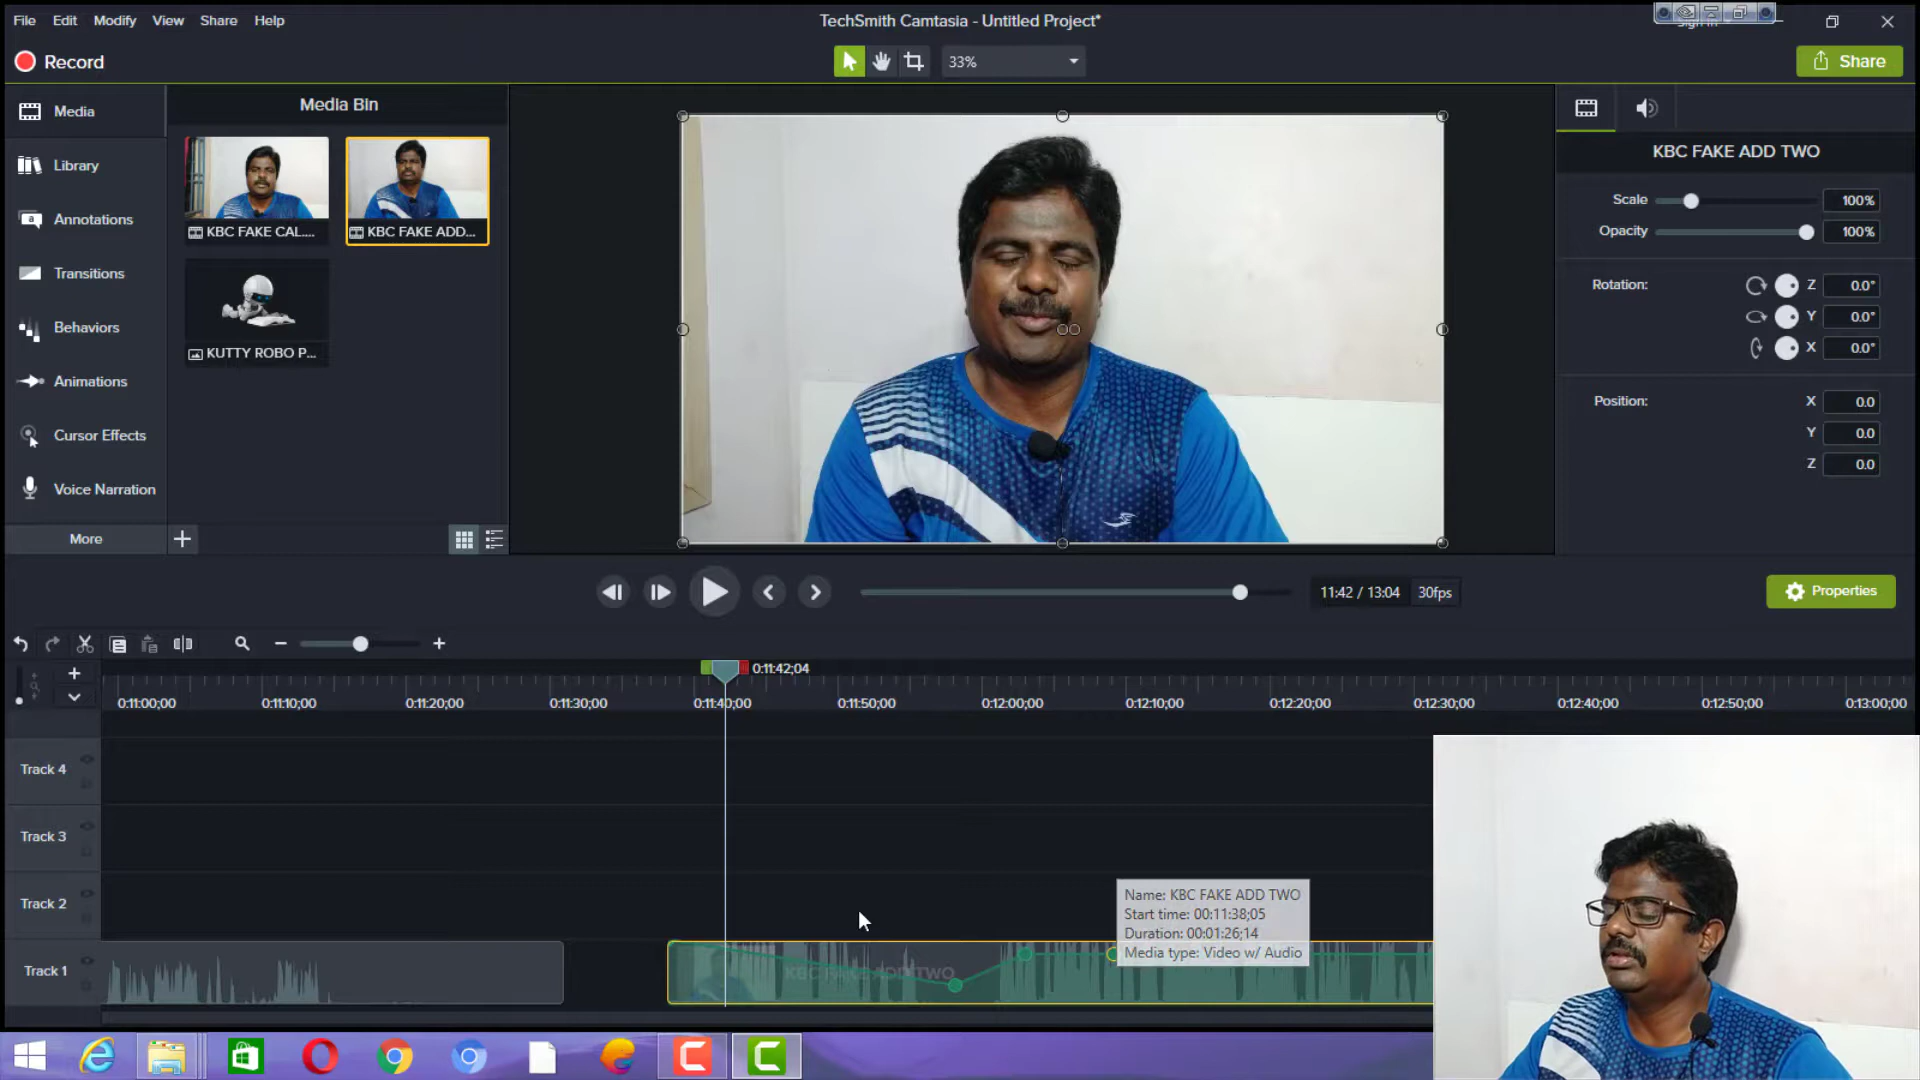 File Edit Modify View Share Help
TechSmith Camtasia - Untitled Project*
Record
33%
Share
Media
Library
Annotations
Transitions
Behaviors
Animations
Cursor Effects
Voice Narration
More
Media Bin
KBC FAKE CAL....
KBC FAKE ADD...
KUTTY ROBO P...
KBC FAKE ADD TWO
Scale 100%
Opacity 100%
Rotation: Z 0.0°
Y 0.0°
X 0.0°
Position: X 0.0
Y 0.0
Z 0.0
11:42 / 13:04 30fps
Properties
0:11:42;04
0:11:00;00 0:11:10;00 0:11:20;00 0:11:30;00 0:11:40;00 0:11:50;00 0:12:00;00 0:12:10;00 0:12:20;00 0:12:30;00 0:12:40;00 0:12:50;00 0:13:00;00
Track 4
Track 3
Track 2
Track 1
KBC FAKE ADD TWO
Name: KBC FAKE ADD TWO
Start time: 00:11:38;05
Duration: 00:01:26;14
Media type: Video w/ Audio